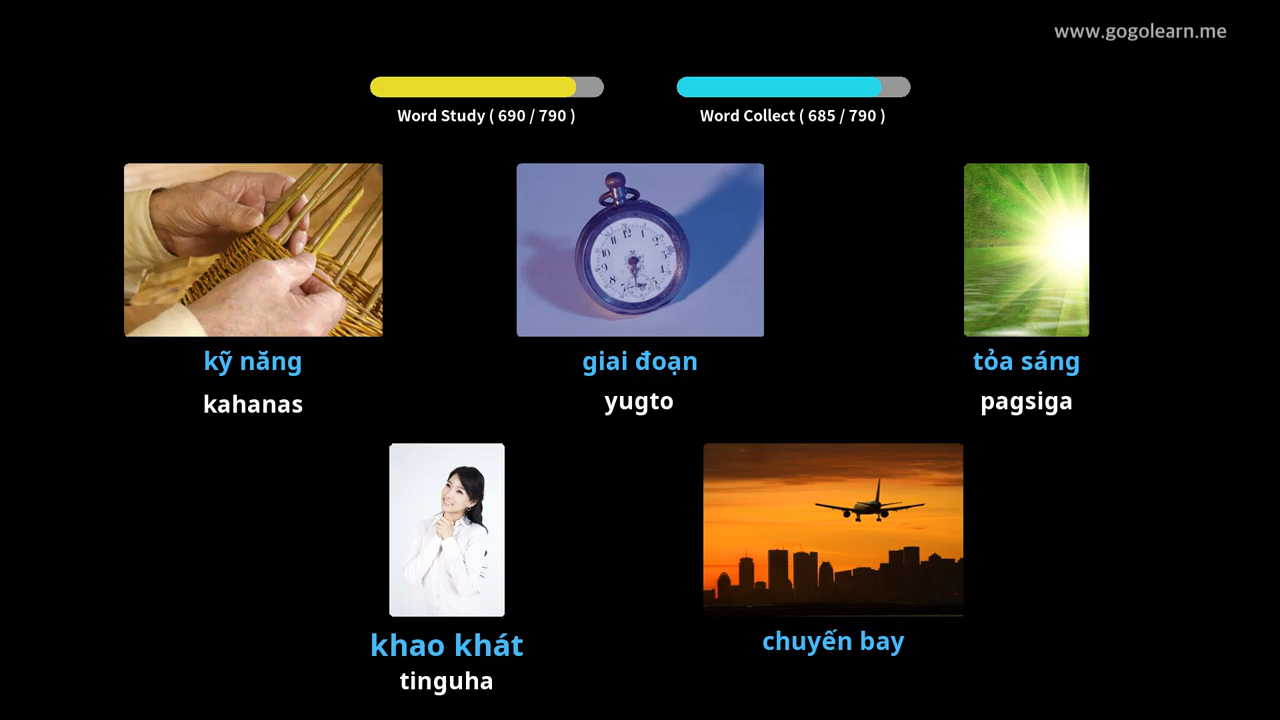 www.gogolearn.me
Word Study ( 690 / 790 )
Word Collect ( 685 / 790 )
kỹ năng
giai đoạn
tỏa sáng
kahanas
yugto
pagsiga
khao khát
chuyến bay
tinguha